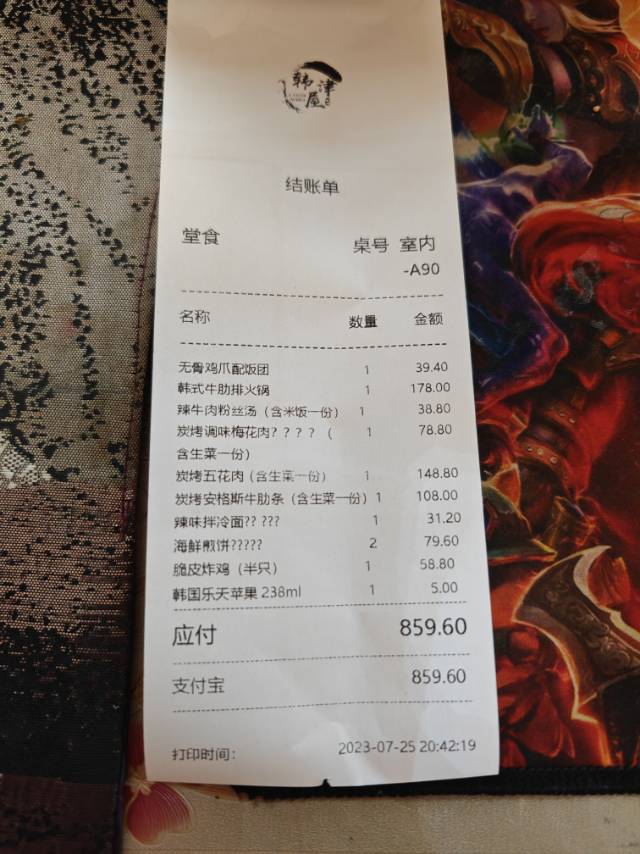 韩津
屋
结账单
堂食 桌号 室内
-A90
名称 数量 金额
无骨鸡爪配饭团 1 39.40
韩式牛肋排火锅 1 178.00
辣牛肉粉丝汤（含米饭一份） 1 38.80
炭烤调味梅花肉？？？？（ 1 78.80
含生菜一份）
炭烤五花肉（含生菜一份） 1 148.80
炭烤安格斯牛肋条（含生菜一份） 1 108.00
辣味拌冷面?? ??? 1 31.20
海鲜煎饼????? 2 79.60
脆皮炸鸡（半只） 1 58.80
韩国乐天苹果 238ml 1 5.00
应付 859.60
支付宝 859.60
打印时间： 2023-07-25 20:42:19